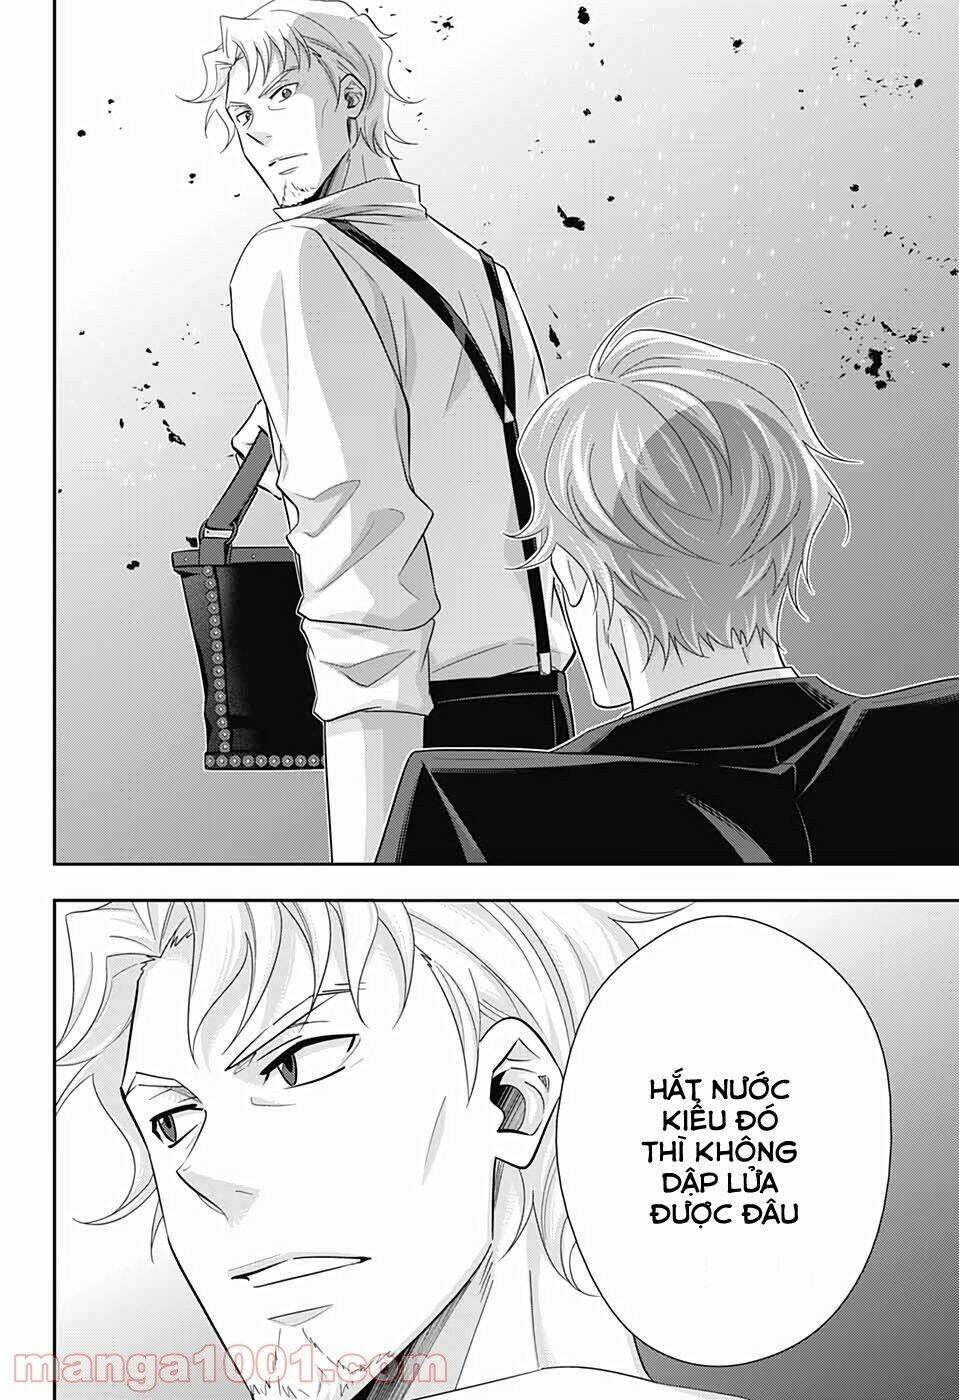 HẮT NƯỚC
KIỂU ĐÓ
THÌ KHÔNG
DẬP LỬA
ĐƯỢC ĐÂU
manga1001.com